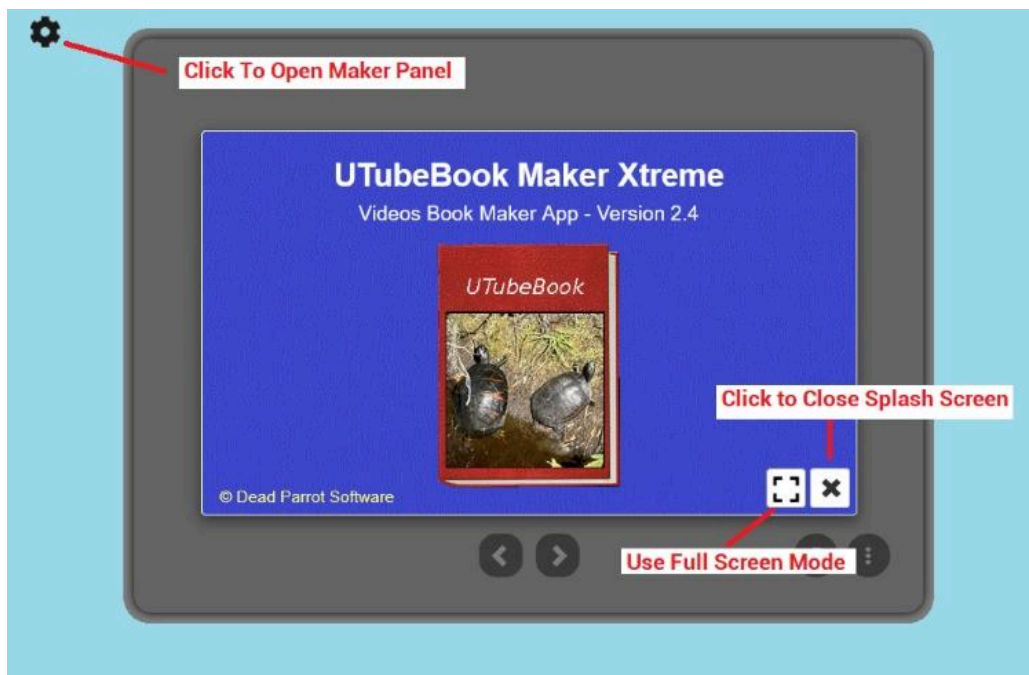 Click To Open Maker Panel
UTubeBook Maker Xtreme
Videos Book Maker App - Version 2.4
UTubeBook
Click to Close Splash Screen
© Dead Parrot Software
Use Full Screen Mode